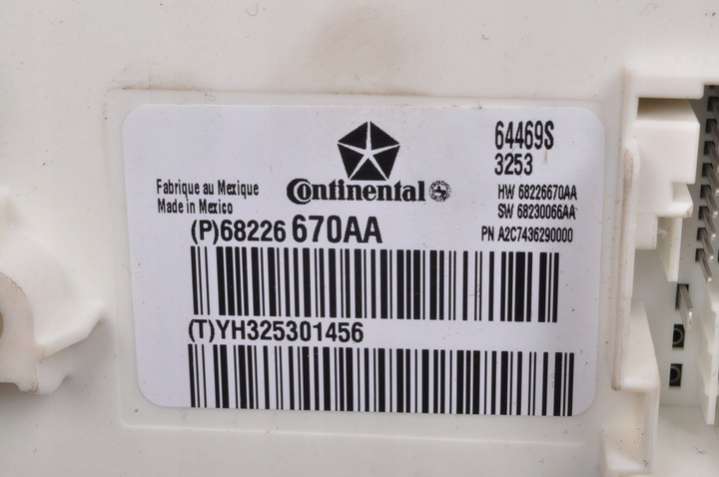 64469S
3253
Fabrique au Mexique
Made in Mexico
Continental
HW 68226670AA
SW 68230066AA
(P)68226 670AA
PN A2C7436290000
(T)YH325301456